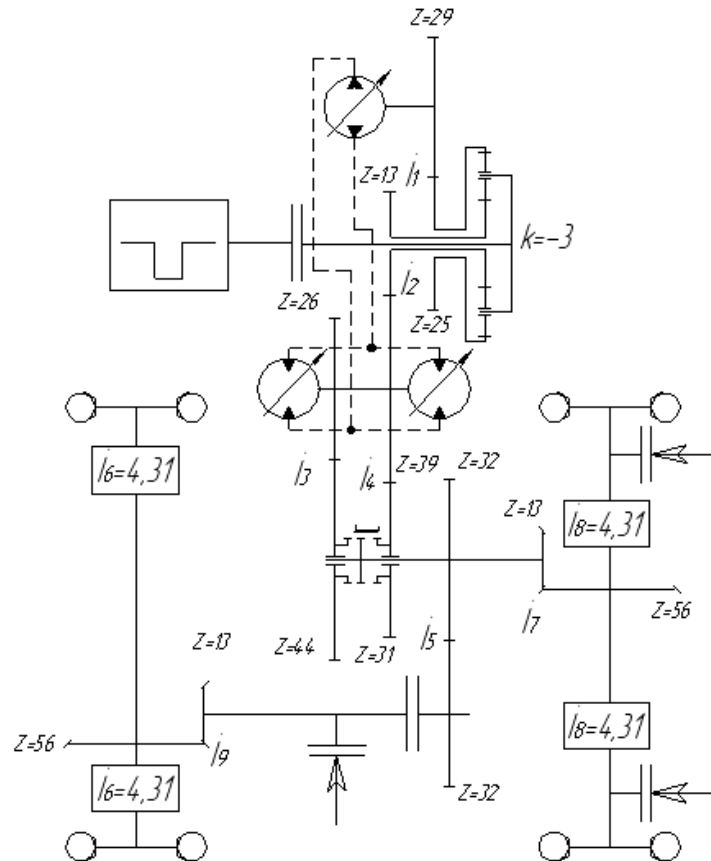 Z=29
Z=13
i1
k=-3
i2
Z=26
Z=25
i3
i4
Z=39
Z=32
i6=4,31
Z=13
i8=4,31
i7
Z=56
Z=13
Z=44
Z=31
i5
Z=56
i9
i8=4,31
i6=4,31
Z=32